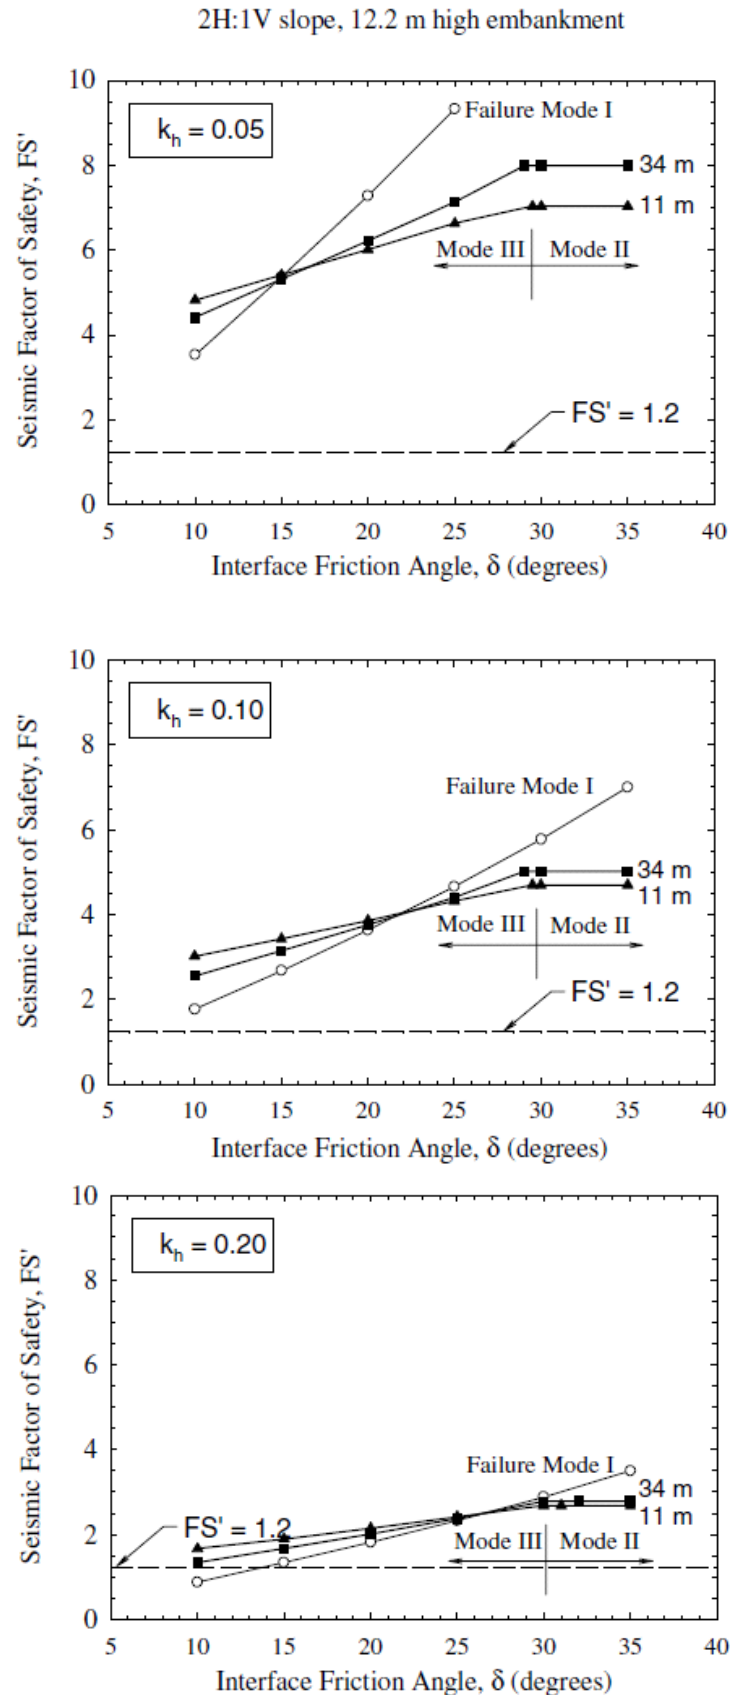 2H:1V slope, 12.2 m high embankment
10
8
6
4
2
0
Seismic Factor of Safety, FS'
k_h = 0.05
Failure Mode I
34 m
11 m
Mode III
Mode II
FS' = 1.2
5 10 15 20 25 30 35 40
Interface Friction Angle, δ (degrees)
10
8
6
4
2
0
Seismic Factor of Safety, FS'
k_h = 0.10
Failure Mode I
34 m
11 m
Mode III
Mode II
FS' = 1.2
5 10 15 20 25 30 35 40
Interface Friction Angle, δ (degrees)
10
8
6
4
2
0
Seismic Factor of Safety, FS'
k_h = 0.20
Failure Mode I
34 m
11 m
FS' = 1.2
Mode III
Mode II
5 10 15 20 25 30 35 40
Interface Friction Angle, δ (degrees)